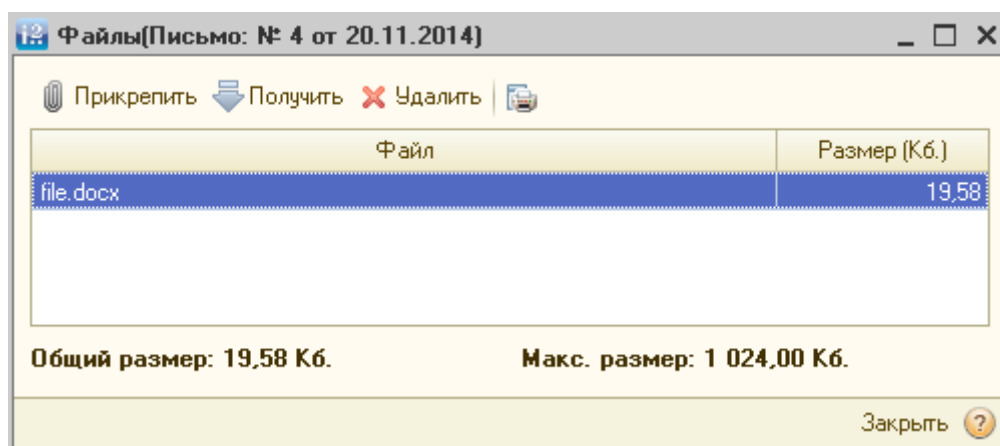 Файлы(Письмо: № 4 от 20.11.2014)
Прикрепить Получить Удалить
Файл Размер (Кб.)
file.docx 19,58
Общий размер: 19,58 Кб. Макс. размер: 1 024,00 Кб.
Закрыть ?